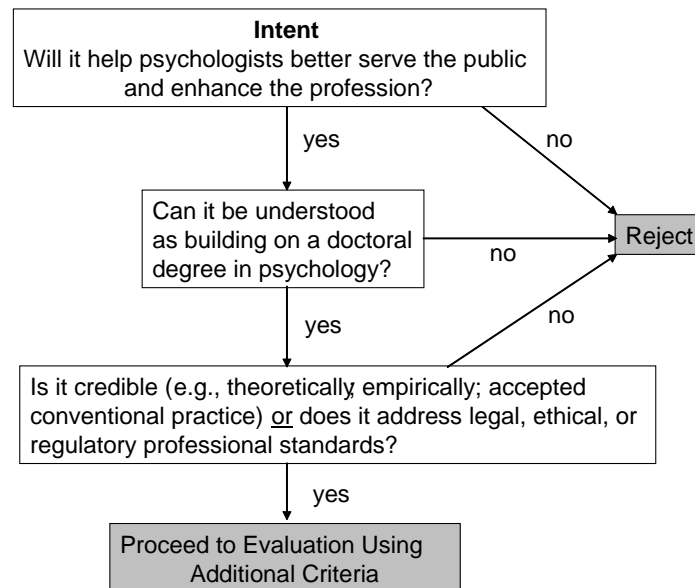 Intent
Will it help psychologists better serve the public
and enhance the profession?
yes
no
Can it be understood
as building on a doctoral
degree in psychology?
no
Reject
yes
no
Is it credible (e.g., theoretically, empirically; accepted
conventional practice) or does it address legal, ethical, or
regulatory professional standards?
yes
Proceed to Evaluation Using
Additional Criteria